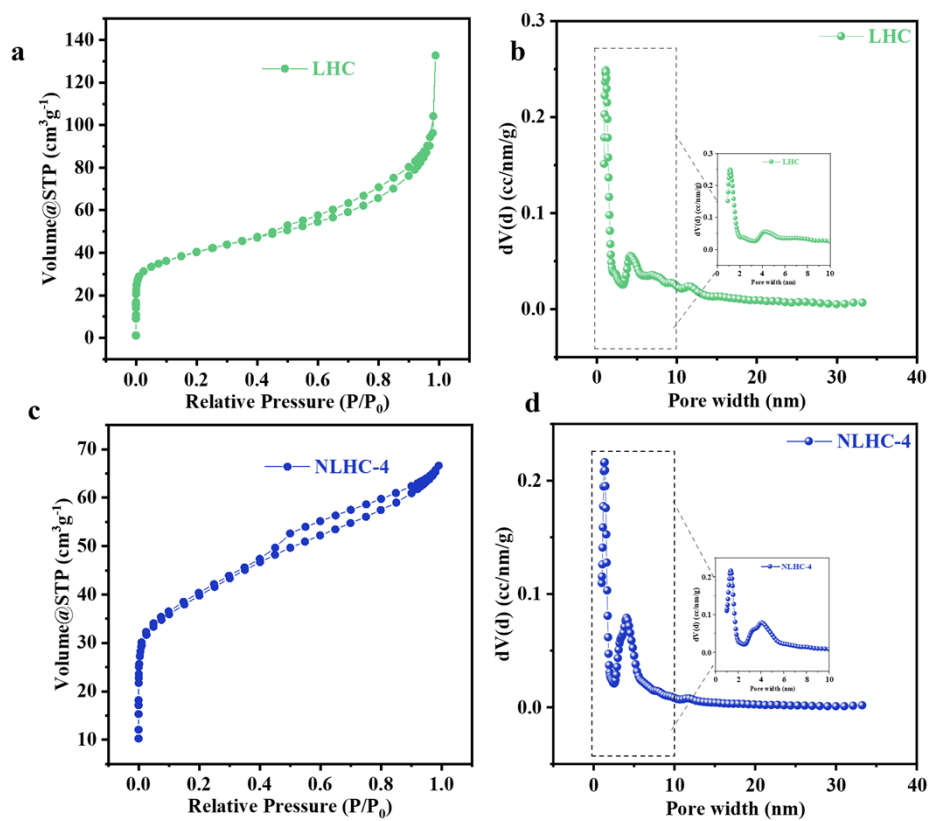 a
LHC
Volume@STP (cm³g⁻¹)
140
120
100
80
60
40
20
0
0.0 0.2 0.4 0.6 0.8 1.0
Relative Pressure (P/P₀)
b
LHC
dV(d) (cc/nm/g)
0.3
0.2
0.1
0.0
0 10 20 30 40
Pore width (nm)
LHC
dV(d) (cc/nm/g)
0.3
0.2
0.1
0.0
0 2 4 6 8 10
Pore width (nm)
c
NLHC-4
Volume@STP (cm³g⁻¹)
70
60
50
40
30
20
10
0.0 0.2 0.4 0.6 0.8 1.0
Relative Pressure (P/P₀)
d
NLHC-4
dV(d) (cc/nm/g)
0.2
0.1
0.0
0 10 20 30 40
Pore width (nm)
NLHC-4
dV(d) (cc/nm/g)
0.2
0.1
0.0
0 2 4 6 8 10
Pore width (nm)